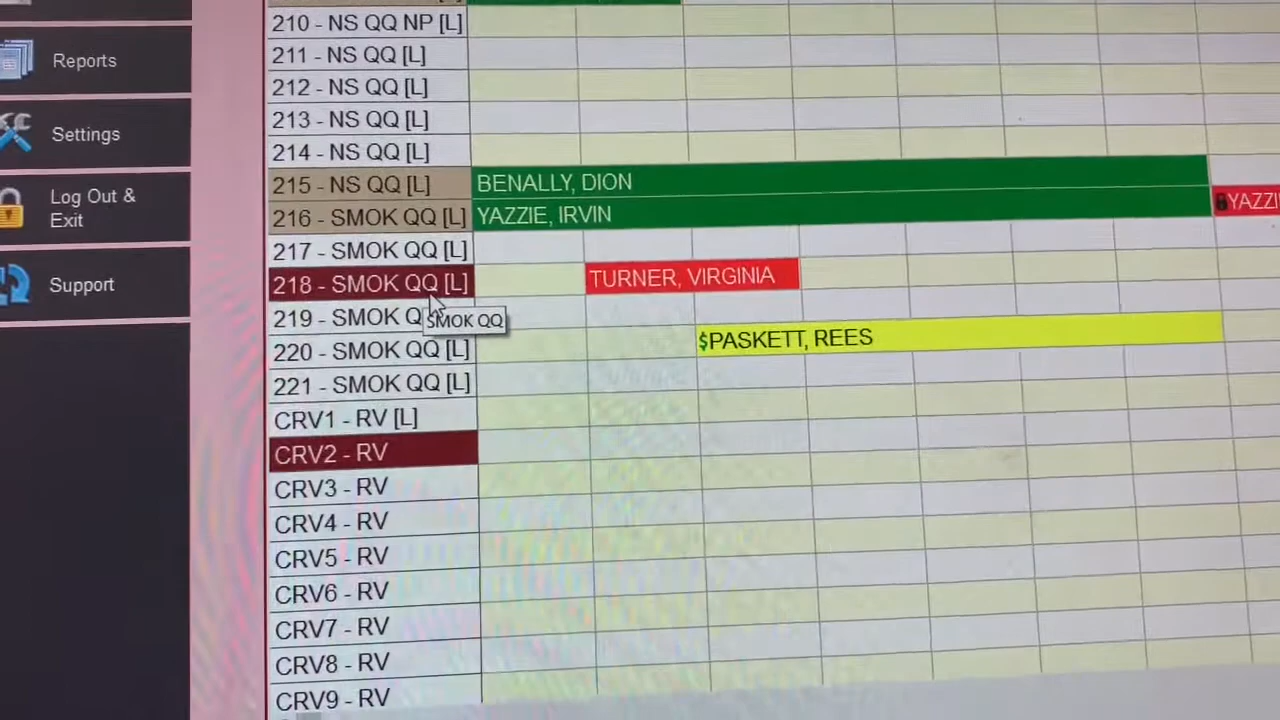 Reports
Settings
Log Out &
Exit
Support
210 - NS QQ NP [L]
211 - NS QQ [L]
212 - NS QQ [L]
213 - NS QQ [L]
214 - NS QQ [L]
215 - NS QQ [L] BENALLY, DION
216 - SMOK QQ [L] YAZZIE, IRVIN YAZZI
217 - SMOK QQ [L]
218 - SMOK QQ [L] TURNER, VIRGINIA
219 - SMOK Q
SMOK QQ
220 - SMOK QQ [L] $PASKETT, REES
221 - SMOK QQ [L]
CRV1 - RV [L]
CRV2 - RV
CRV3 - RV
CRV4 - RV
CRV5 - RV
CRV6 - RV
CRV7 - RV
CRV8 - RV
CRV9 - RV